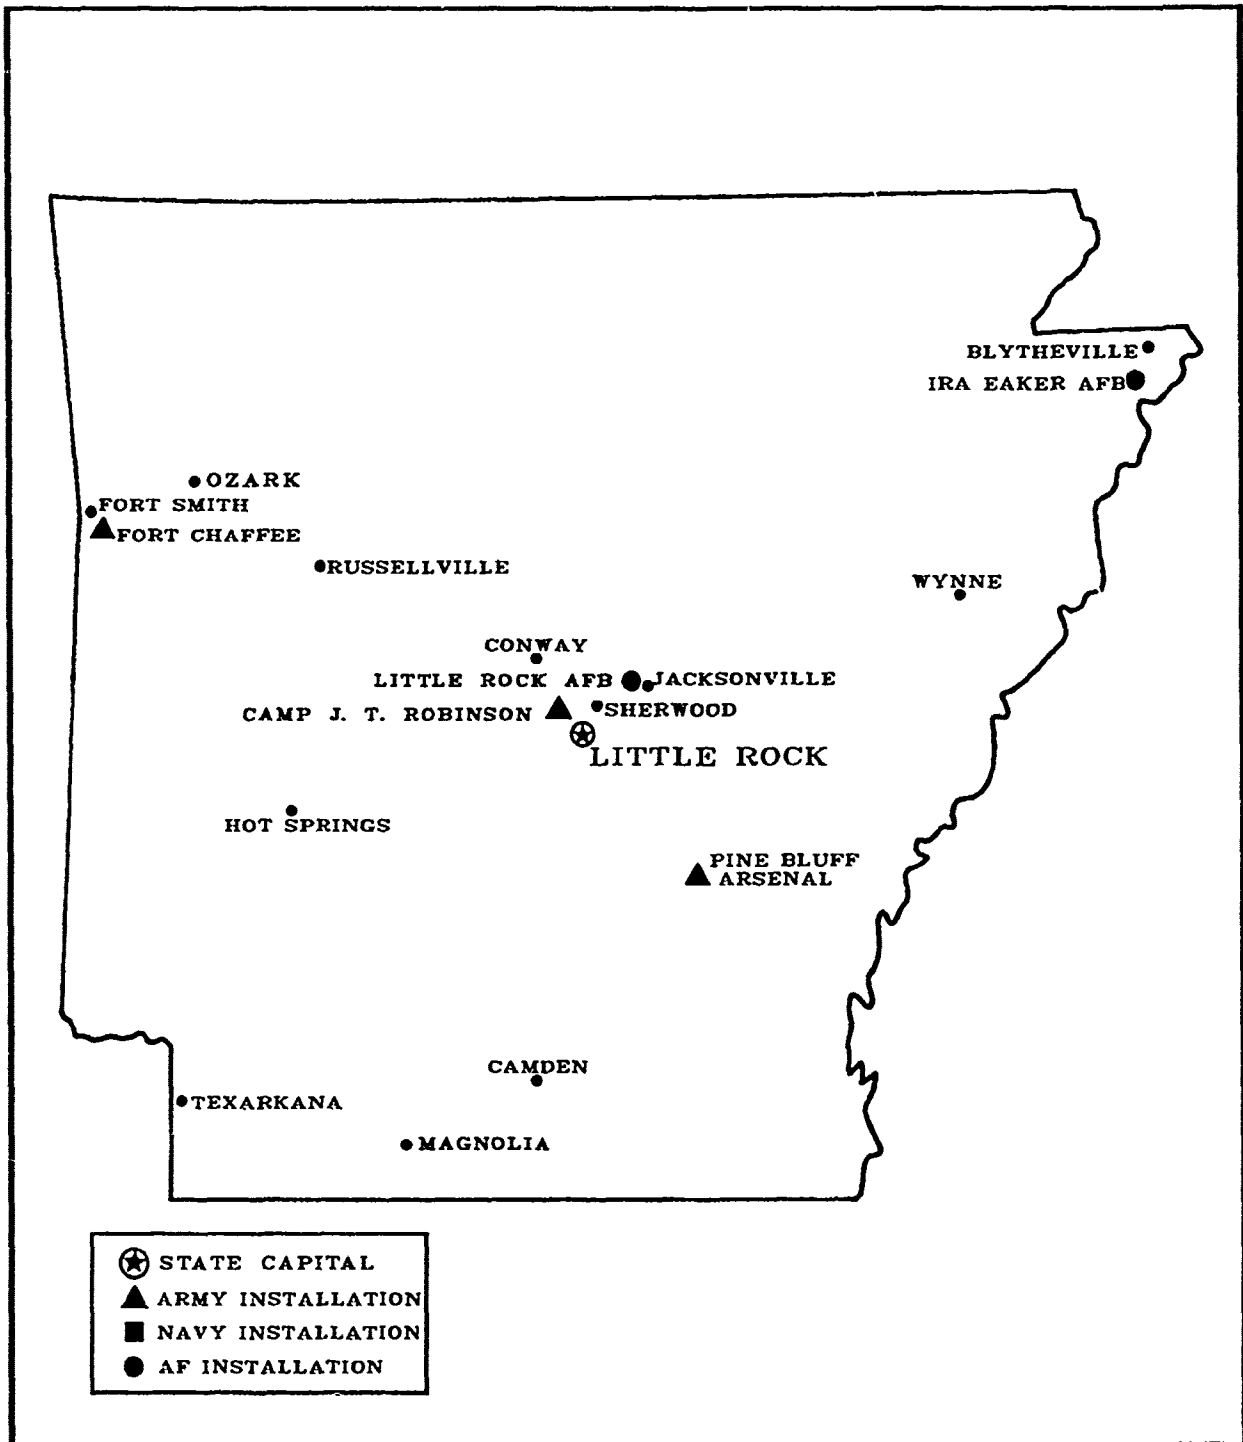 BLYTHEVILLE
IRA EAKER AFB
OZARK
FORT SMITH
FORT CHAFFEE
RUSSELLVILLE
WYNNE
CONWAY
LITTLE ROCK AFB
JACKSONVILLE
CAMP J. T. ROBINSON
SHERWOOD
LITTLE ROCK
HOT SPRINGS
PINE BLUFF
ARSENAL
CAMDEN
TEXARKANA
MAGNOLIA
STATE CAPITAL
ARMY INSTALLATION
NAVY INSTALLATION
AF INSTALLATION